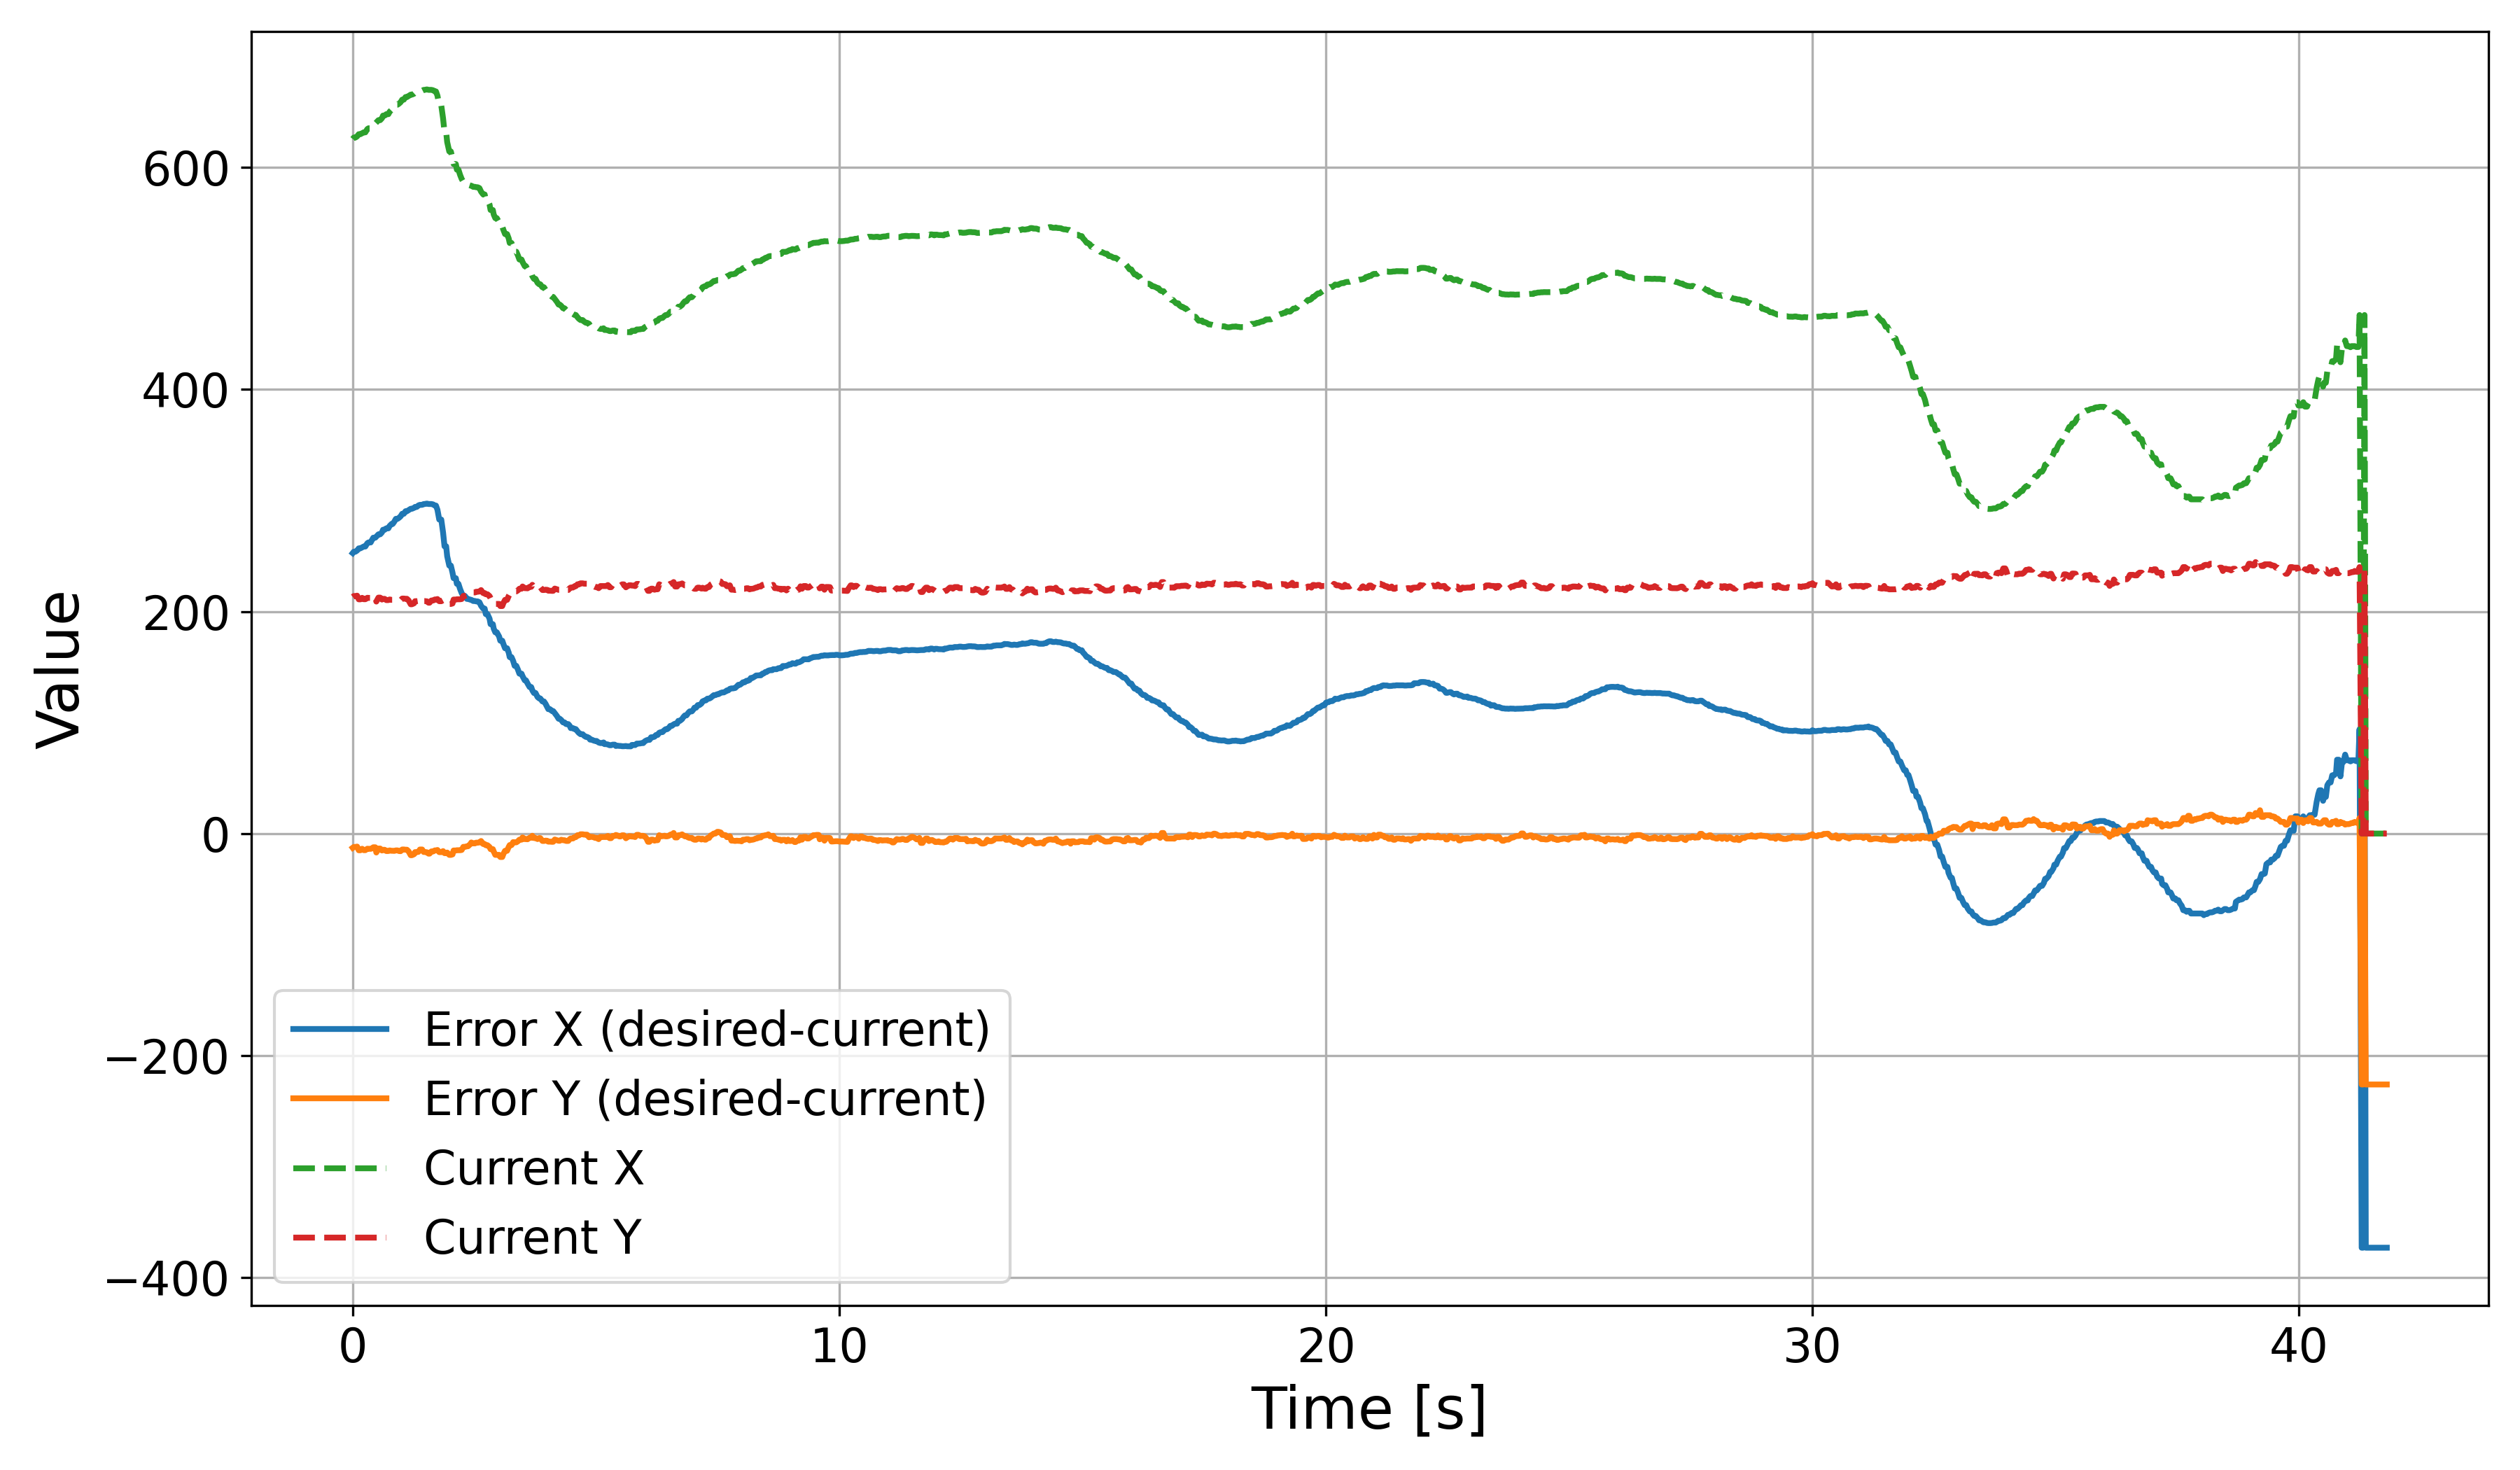 Value
600
400
200
0
−200
−400
Error X (desired-current)
Error Y (desired-current)
Current X
Current Y
0 10 20 30 40
Time [s]